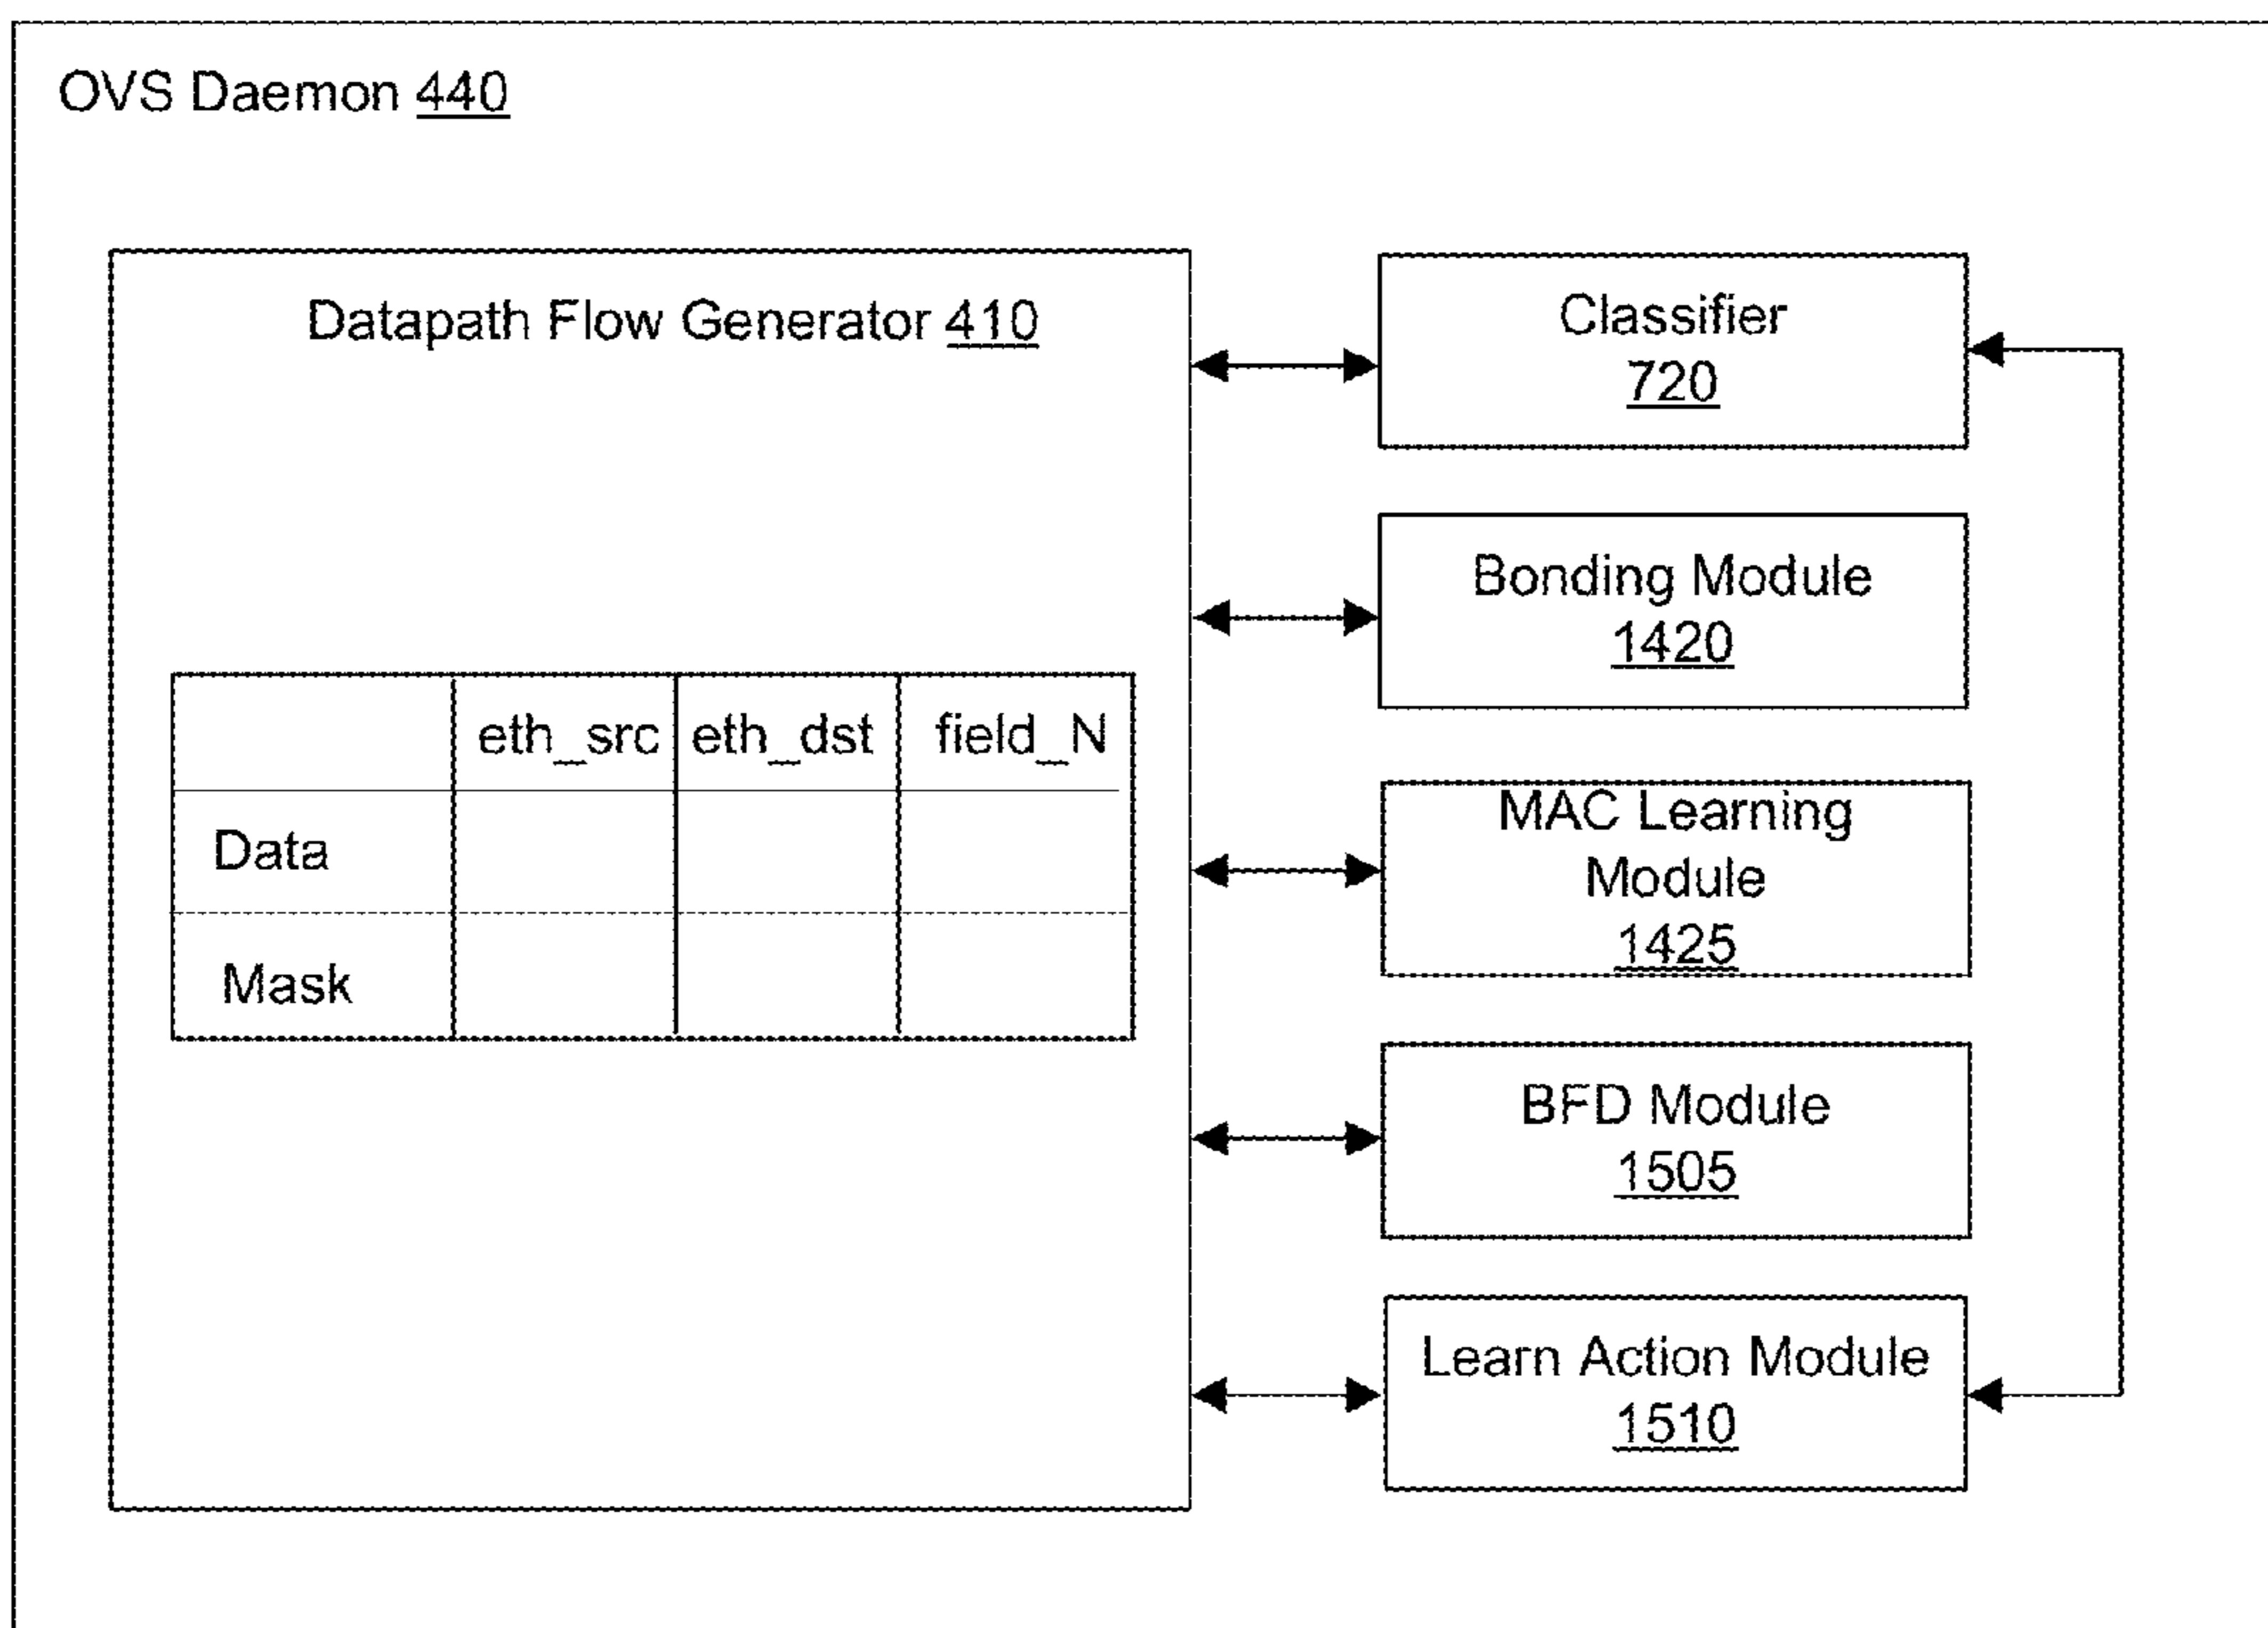 OVS Daemon 440
Datapath Flow Generator 410
eth_src eth_dst field_N
Data
Mask
Classifier
720
Bonding Module
1420
MAC Learning
Module
1425
BFD Module
1505
Learn Action Module
1510